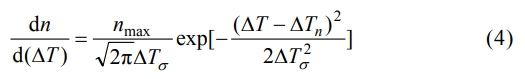 dn/d(ΔT) = n_max/(√(2π)ΔT_σ) exp[−(ΔT − ΔT_n)²/(2ΔT_σ²)] (4)